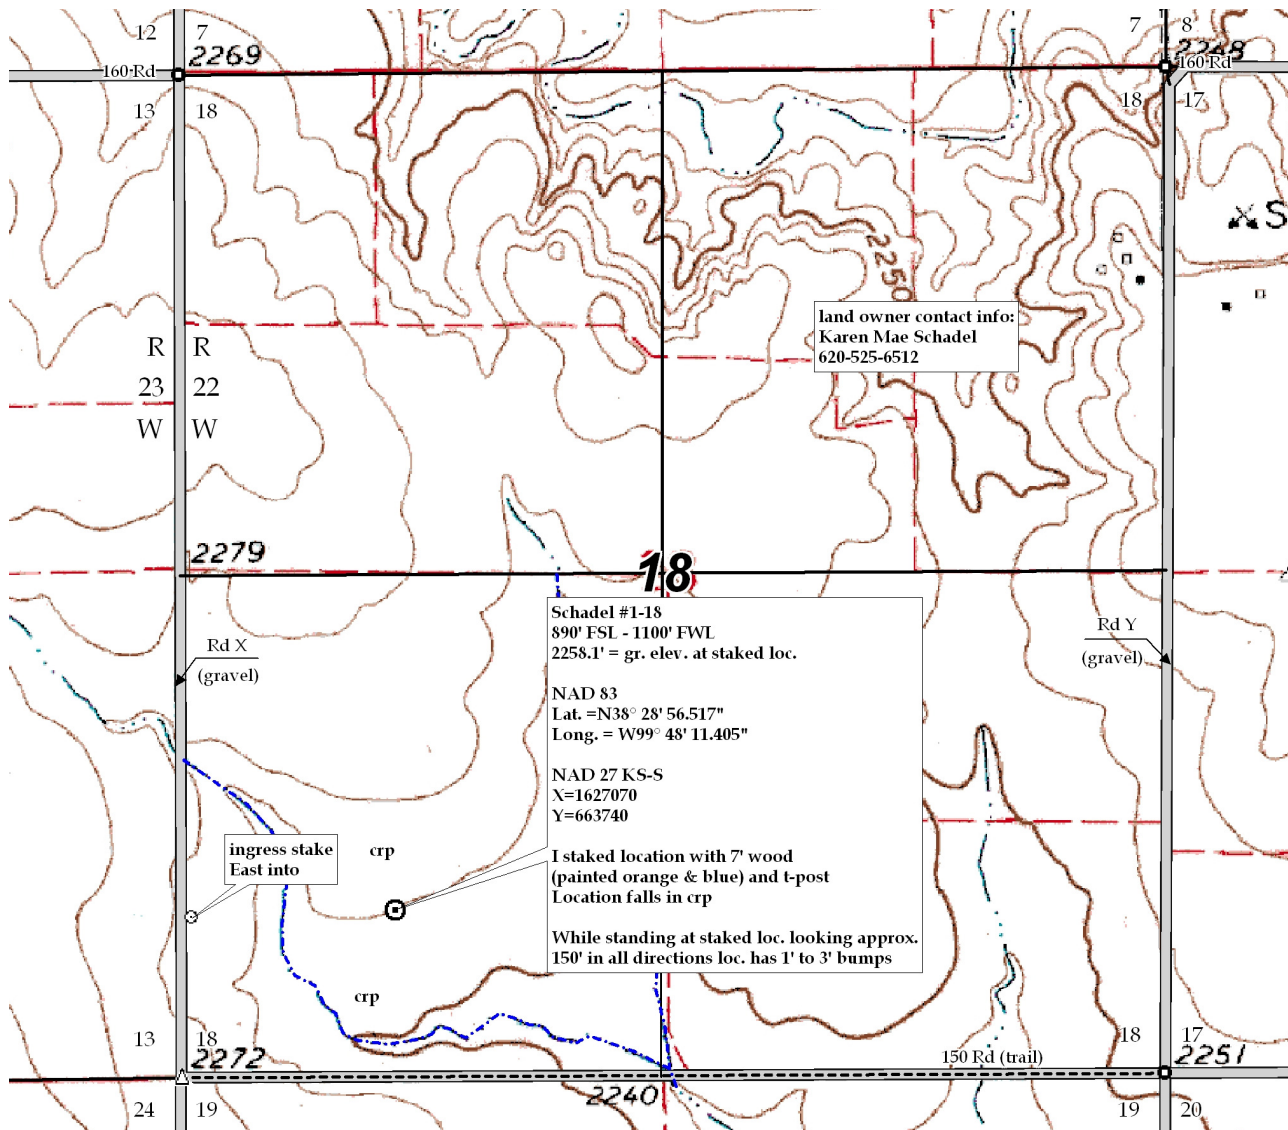 12
7
7
8
2269
2268
160 Rd
160 Rd
13
18
18
17
S
2250
land owner contact info:
Karen Mae Schadel
620-525-6512
R
R
23
22
W
W
2279
18
Schadel #1-18
890' FSL - 1100' FWL
2258.1' = gr. elev. at staked loc.
NAD 83
Lat. =N38° 28' 56.517"
Long. = W99° 48' 11.405"
NAD 27 KS-S
X=1627070
Y=663740
I staked location with 7' wood
(painted orange & blue) and t-post
Location falls in crp
While standing at staked loc. looking approx.
150' in all directions loc. has 1' to 3' bumps
Rd X
(gravel)
Rd Y
(gravel)
ingress stake
East into
crp
crp
13
18
18
17
2272
150 Rd (trail)
2251
2240
24
19
19
20